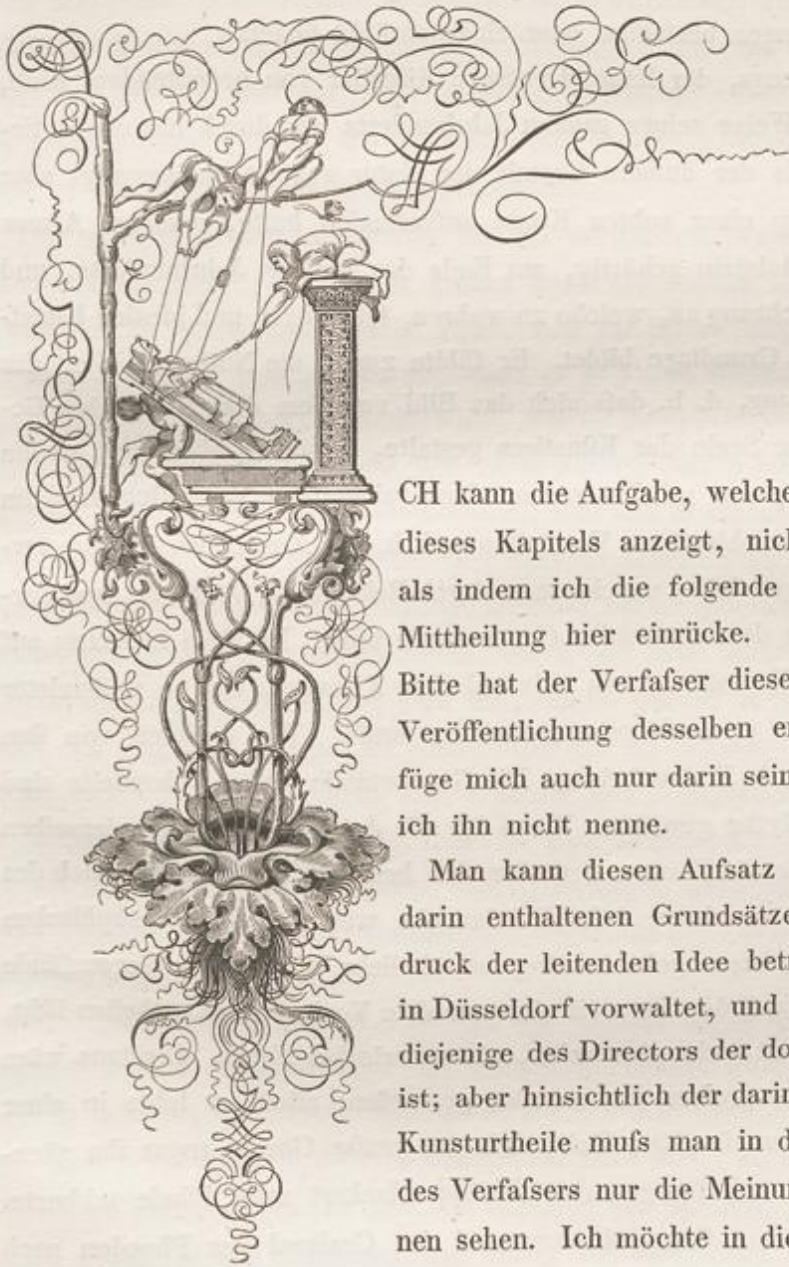 CH kann die Aufgabe, welche
dieses Kapitels anzeigt, nich
als indem ich die folgende
Mittheilung hier einrücke.
Bitte hat der Verfaſser diese
Veröffentlichung desselben er
füge mich auch nur darin sein
ich ihn nicht nenne.
Man kann diesen Aufsatz
darin enthaltenen Grundsätze
druck der leitenden Idee betr
in Düsseldorf vorwaltet, und
diejenige des Directors der do
ist; aber hinsichtlich der darin
Kunsturtheile muſs man in d
des Verfaſsers nur die Meinu
nen sehen. Ich möchte in die